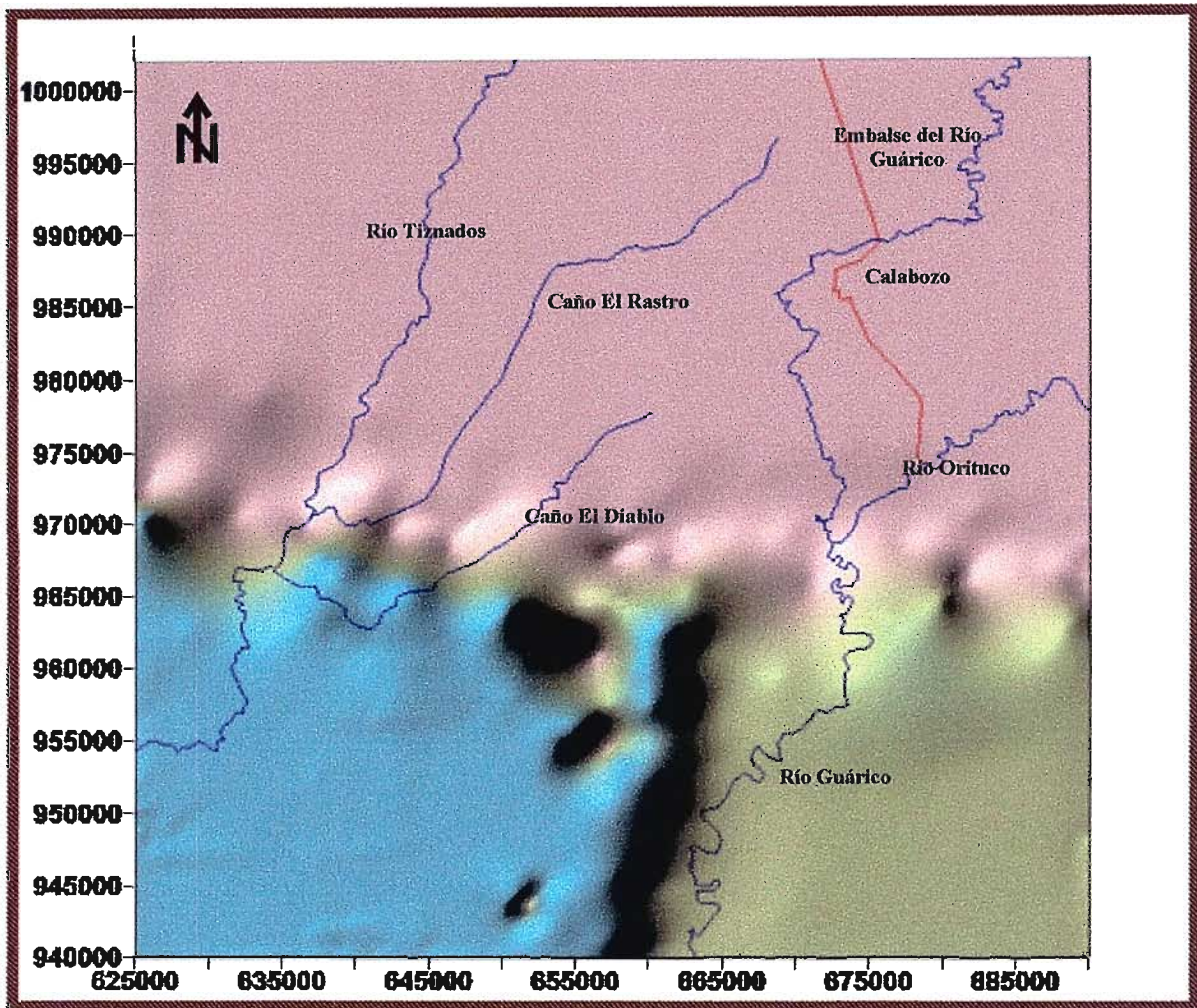 1000000
N
Embalse del Río
Guárico
995000
Río Tiznados
990000
Calabozo
Caño El Rastro
985000
980000
975000
Río Orituco
Caño El Diablo
970000
965000
960000
955000
Río Guárico
950000
945000
940000
625000 635000 645000 655000 665000 675000 685000